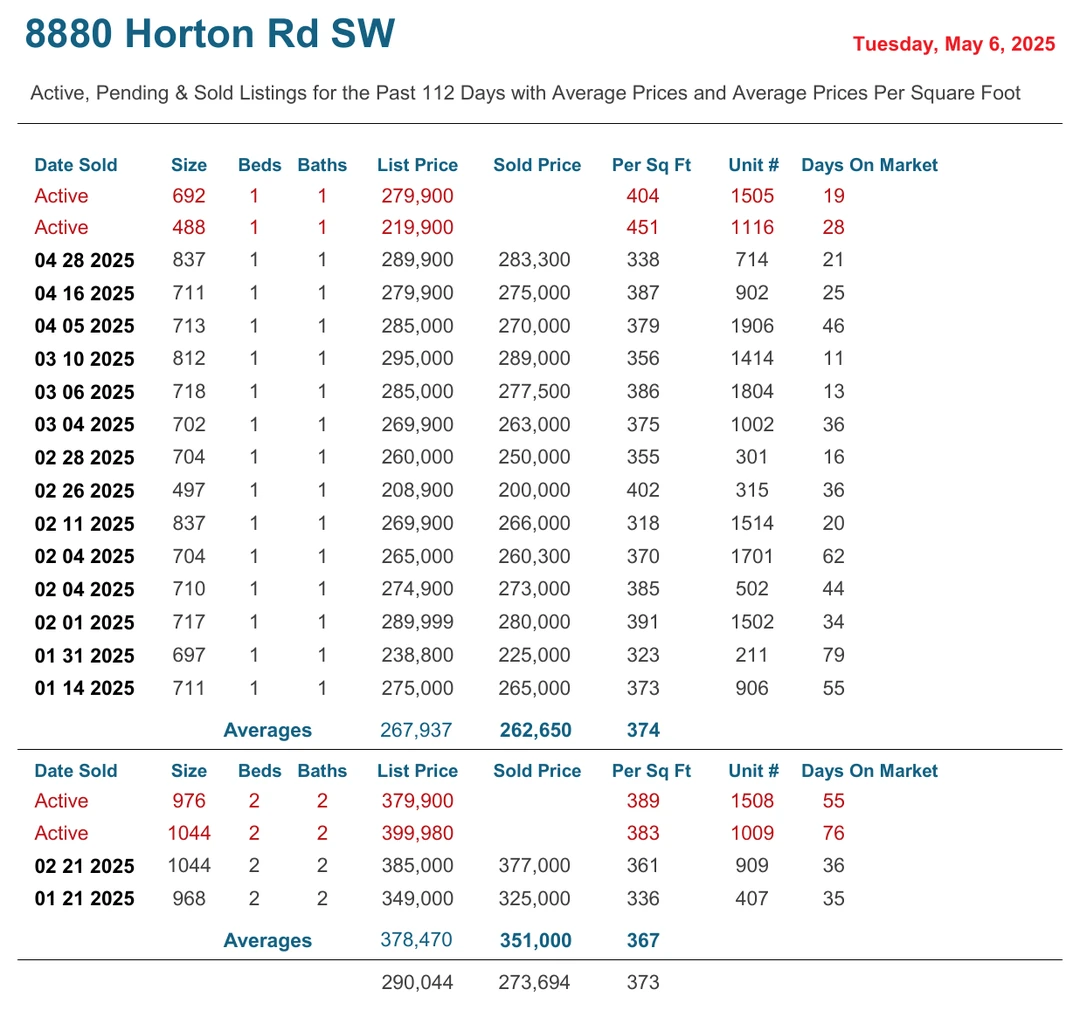 8880 Horton Rd SW
Tuesday, May 6, 2025
Active, Pending & Sold Listings for the Past 112 Days with Average Prices and Average Prices Per Square Foot
Date Sold Size Beds Baths List Price Sold Price Per Sq Ft Unit # Days On Market
Active 692 1 1 279,900 404 1505 19
Active 488 1 1 219,900 451 1116 28
04 28 2025 837 1 1 289,900 283,300 338 714 21
04 16 2025 711 1 1 279,900 275,000 387 902 25
04 05 2025 713 1 1 285,000 270,000 379 1906 46
03 10 2025 812 1 1 295,000 289,000 356 1414 11
03 06 2025 718 1 1 285,000 277,500 386 1804 13
03 04 2025 702 1 1 269,900 263,000 375 1002 36
02 28 2025 704 1 1 260,000 250,000 355 301 16
02 26 2025 497 1 1 208,900 200,000 402 315 36
02 11 2025 837 1 1 269,900 266,000 318 1514 20
02 04 2025 704 1 1 265,000 260,300 370 1701 62
02 04 2025 710 1 1 274,900 273,000 385 502 44
02 01 2025 717 1 1 289,999 280,000 391 1502 34
01 31 2025 697 1 1 238,800 225,000 323 211 79
01 14 2025 711 1 1 275,000 265,000 373 906 55
Averages 267,937 262,650 374
Date Sold Size Beds Baths List Price Sold Price Per Sq Ft Unit # Days On Market
Active 976 2 2 379,900 389 1508 55
Active 1044 2 2 399,980 383 1009 76
02 21 2025 1044 2 2 385,000 377,000 361 909 36
01 21 2025 968 2 2 349,000 325,000 336 407 35
Averages 378,470 351,000 367
290,044 273,694 373